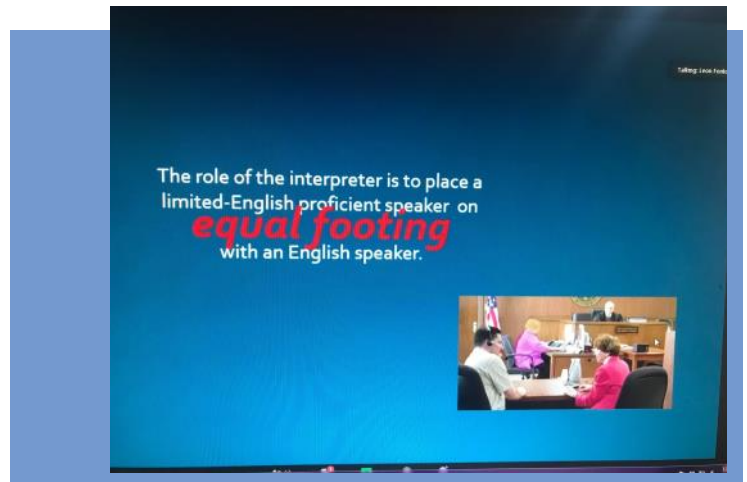 The role of the interpreter is to place a
limited-English proficient speaker on
equal footing
with an English speaker.